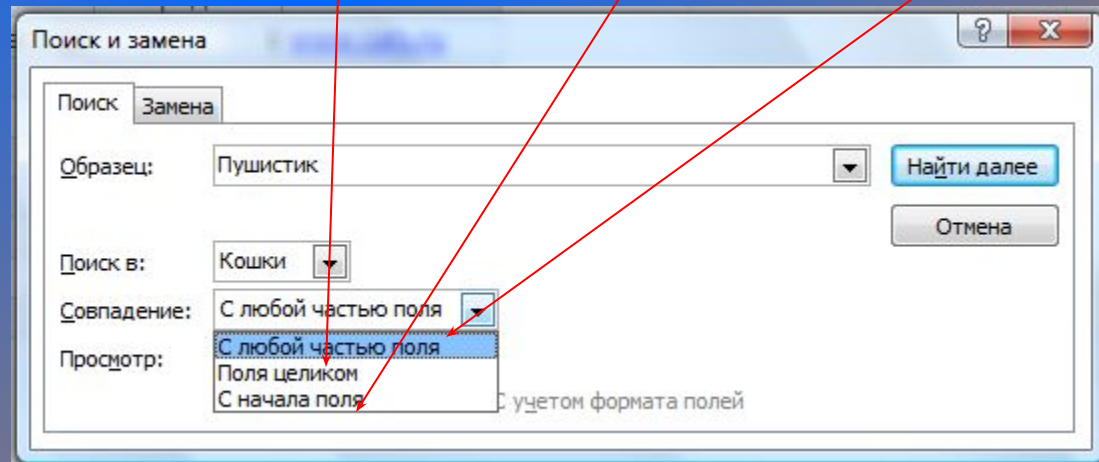 Поиск и замена
Поиск Замена
Образец: Пушистик Найти далее
Отмена
Поиск в: Кошки
Совпадение: С любой частью поля
С любой частью поля
Просмотр:
Поля целиком
С начала поля С учетом формата полей